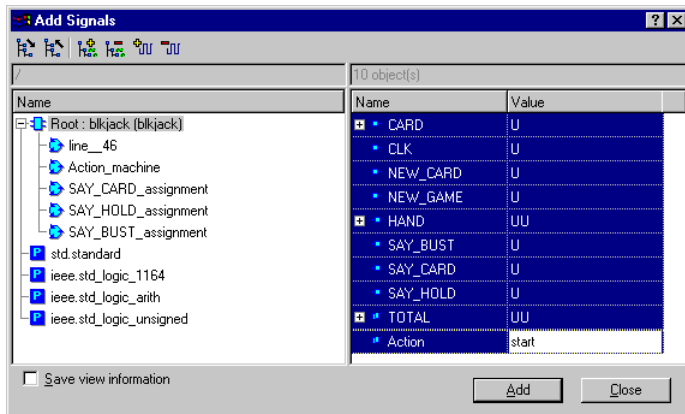 Add Signals
/
10 object(s)
Name
Root : blkjack (blkjack)
line__46
Action_machine
SAY_CARD_assignment
SAY_HOLD_assignment
SAY_BUST_assignment
std.standard
ieee.std_logic_1164
ieee.std_logic_arith
ieee.std_logic_unsigned
Name Value
CARD U
CLK U
NEW_CARD U
NEW_GAME U
HAND UU
SAY_BUST U
SAY_CARD U
SAY_HOLD U
TOTAL UU
Action start
Save view information
Add Close